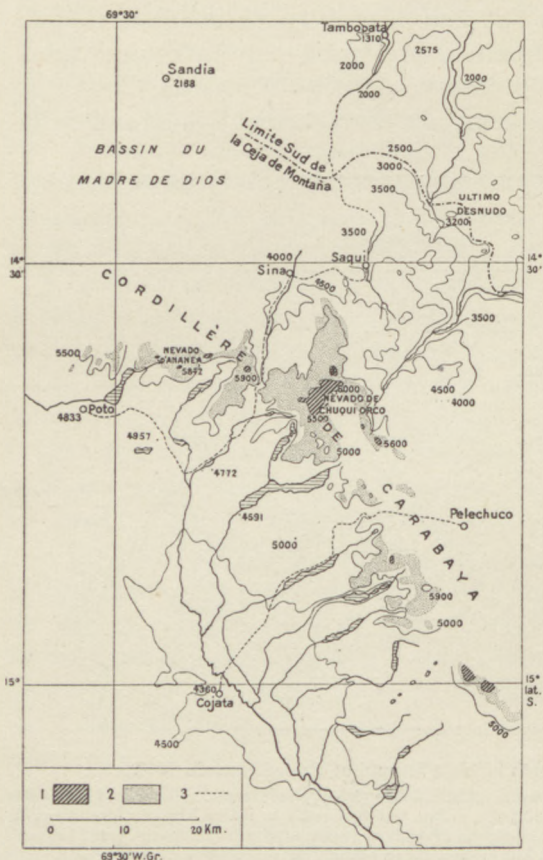 69°30'
Tambopata
1310
2575
2000
2000
Sandia
2168
2000
BASSIN DU
MADRE DE DIOS
Limite Sud de
la Ceja de Montaña
2500
3000
3500
ULTIMO
DESNUDO
3200
3500
14°
30'
4000
Sina
Saqui
4500
14°
30'
CORDILLÈRE DE CARABAYA
3500
5500
NEVADO
ANANEA
5842
5900
6000
NEVADO DE
CHUQUI ORCO
5500
4500
4000
4833
Poto
4857
5600
5000
4772
4591
5000
Pelechuco
5900
5000
15°
4360
Cojata
4500
15°
lat.
S.
5000
1 2 3
0 10 20 Km.
69°30'W.Gr.